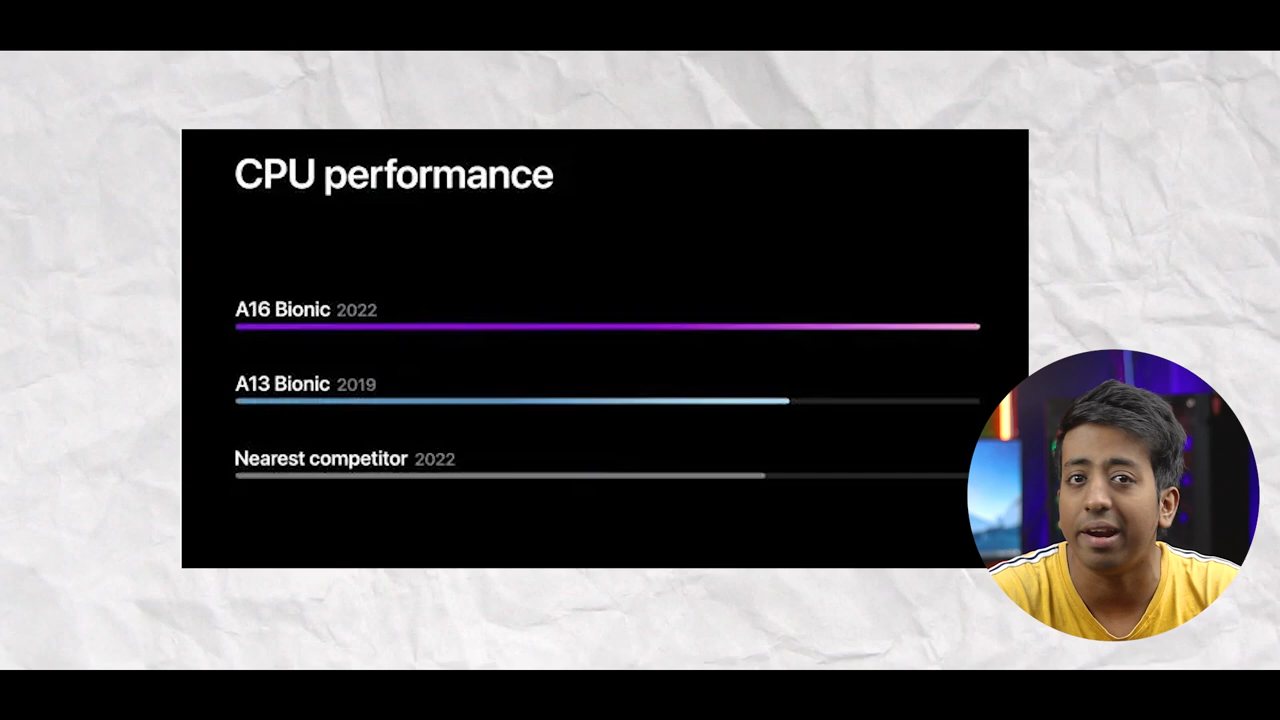 CPU performance
A16 Bionic 2022
A13 Bionic 2019
Nearest competitor 2022